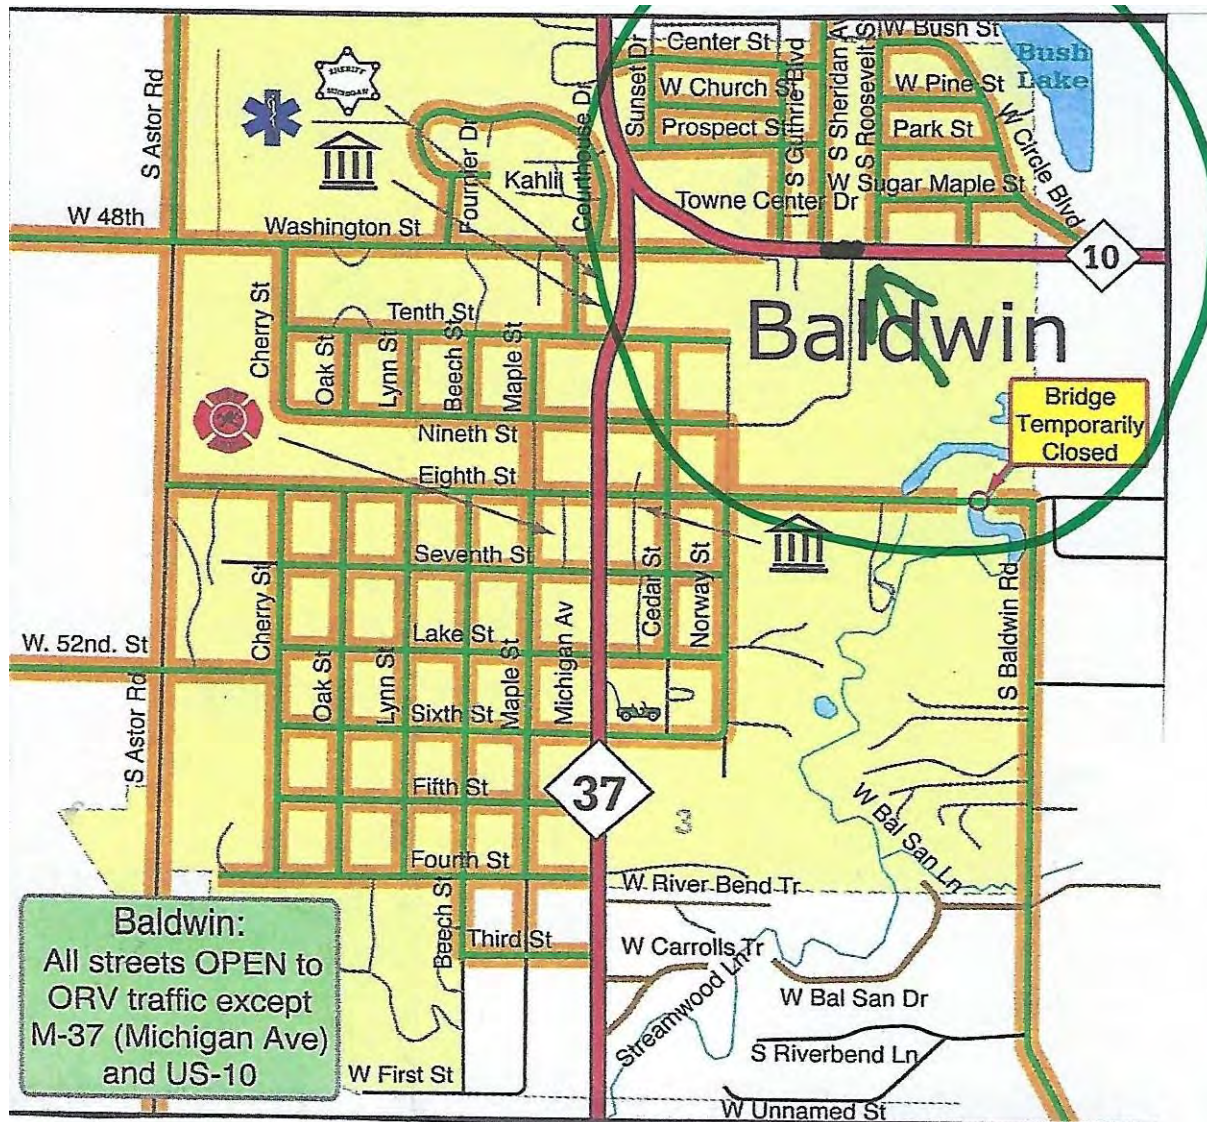 Center St
W Bush St
Bush
Lake
S Astor Rd
SHERIFF
MICHIGAN
Sunset Dr
W Church S
S Guthrie Blvd
S Sheridan A
S Roosevelt S
W Pine St
Prospect S
Park St
W Circle Blvd
Fournier Dr
Kahlil
Courthouse Dr
W Sugar Maple St
Towne Center Dr
W 48th
Washington St
10
Cherry St
Tenth St
Baldwin
Oak St
Lynn St
Beech St
Maple St
Bridge
Temporarily
Closed
Nineth St
Eighth St
Seventh St
Cherry St
Cedar St
Norway St
S Baldwin Rd
Lake St
Michigan Av
W. 52nd. St
Oak St
Lynn St
Maple St
Sixth St
S Astor Rd
37
Fifth St
W Bal San Ln
Fourth St
W River Bend Tr
Baldwin:
All streets OPEN to
ORV traffic except
M-37 (Michigan Ave)
and US-10
Beech St
Third St
W Carrolls Tr
W Bal San Dr
Streamwood Ln
S Riverbend Ln
W First St
W Unnamed St